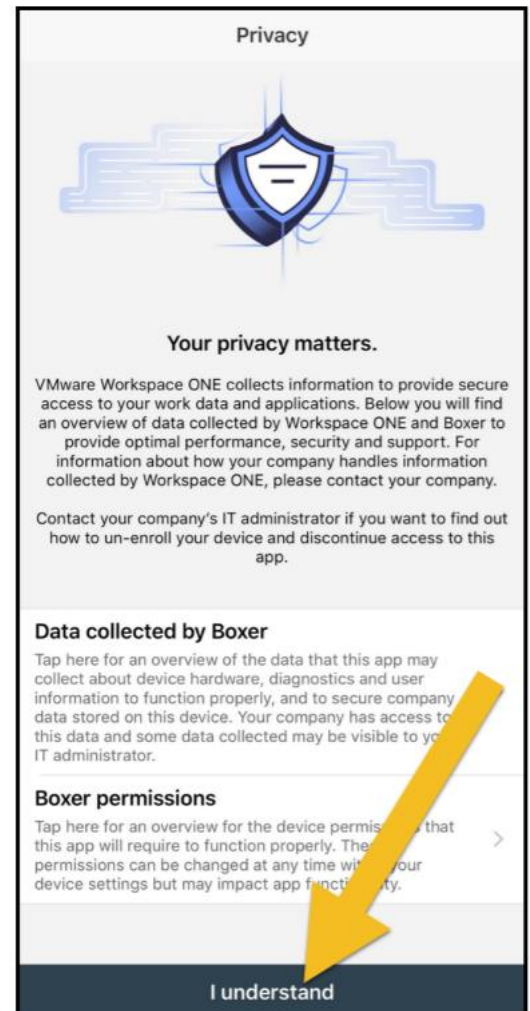 Privacy
Your privacy matters.
VMware Workspace ONE collects information to provide secure
access to your work data and applications. Below you will find
an overview of data collected by Workspace ONE and Boxer to
provide optimal performance, security and support. For
information about how your company handles information
collected by Workspace ONE, please contact your company.
Contact your company's IT administrator if you want to find out
how to un-enroll your device and discontinue access to this
app.
Data collected by Boxer
Tap here for an overview of the data that this app may
collect about device hardware, diagnostics and user
information to function properly, and to secure company
data stored on this device. Your company has access to
this data and some data collected may be visible to
IT administrator.
Boxer permissions
Tap here for an overview for the device that
this app will require to function properly.
permissions can be changed at any time your
device settings but may impact app
I understand